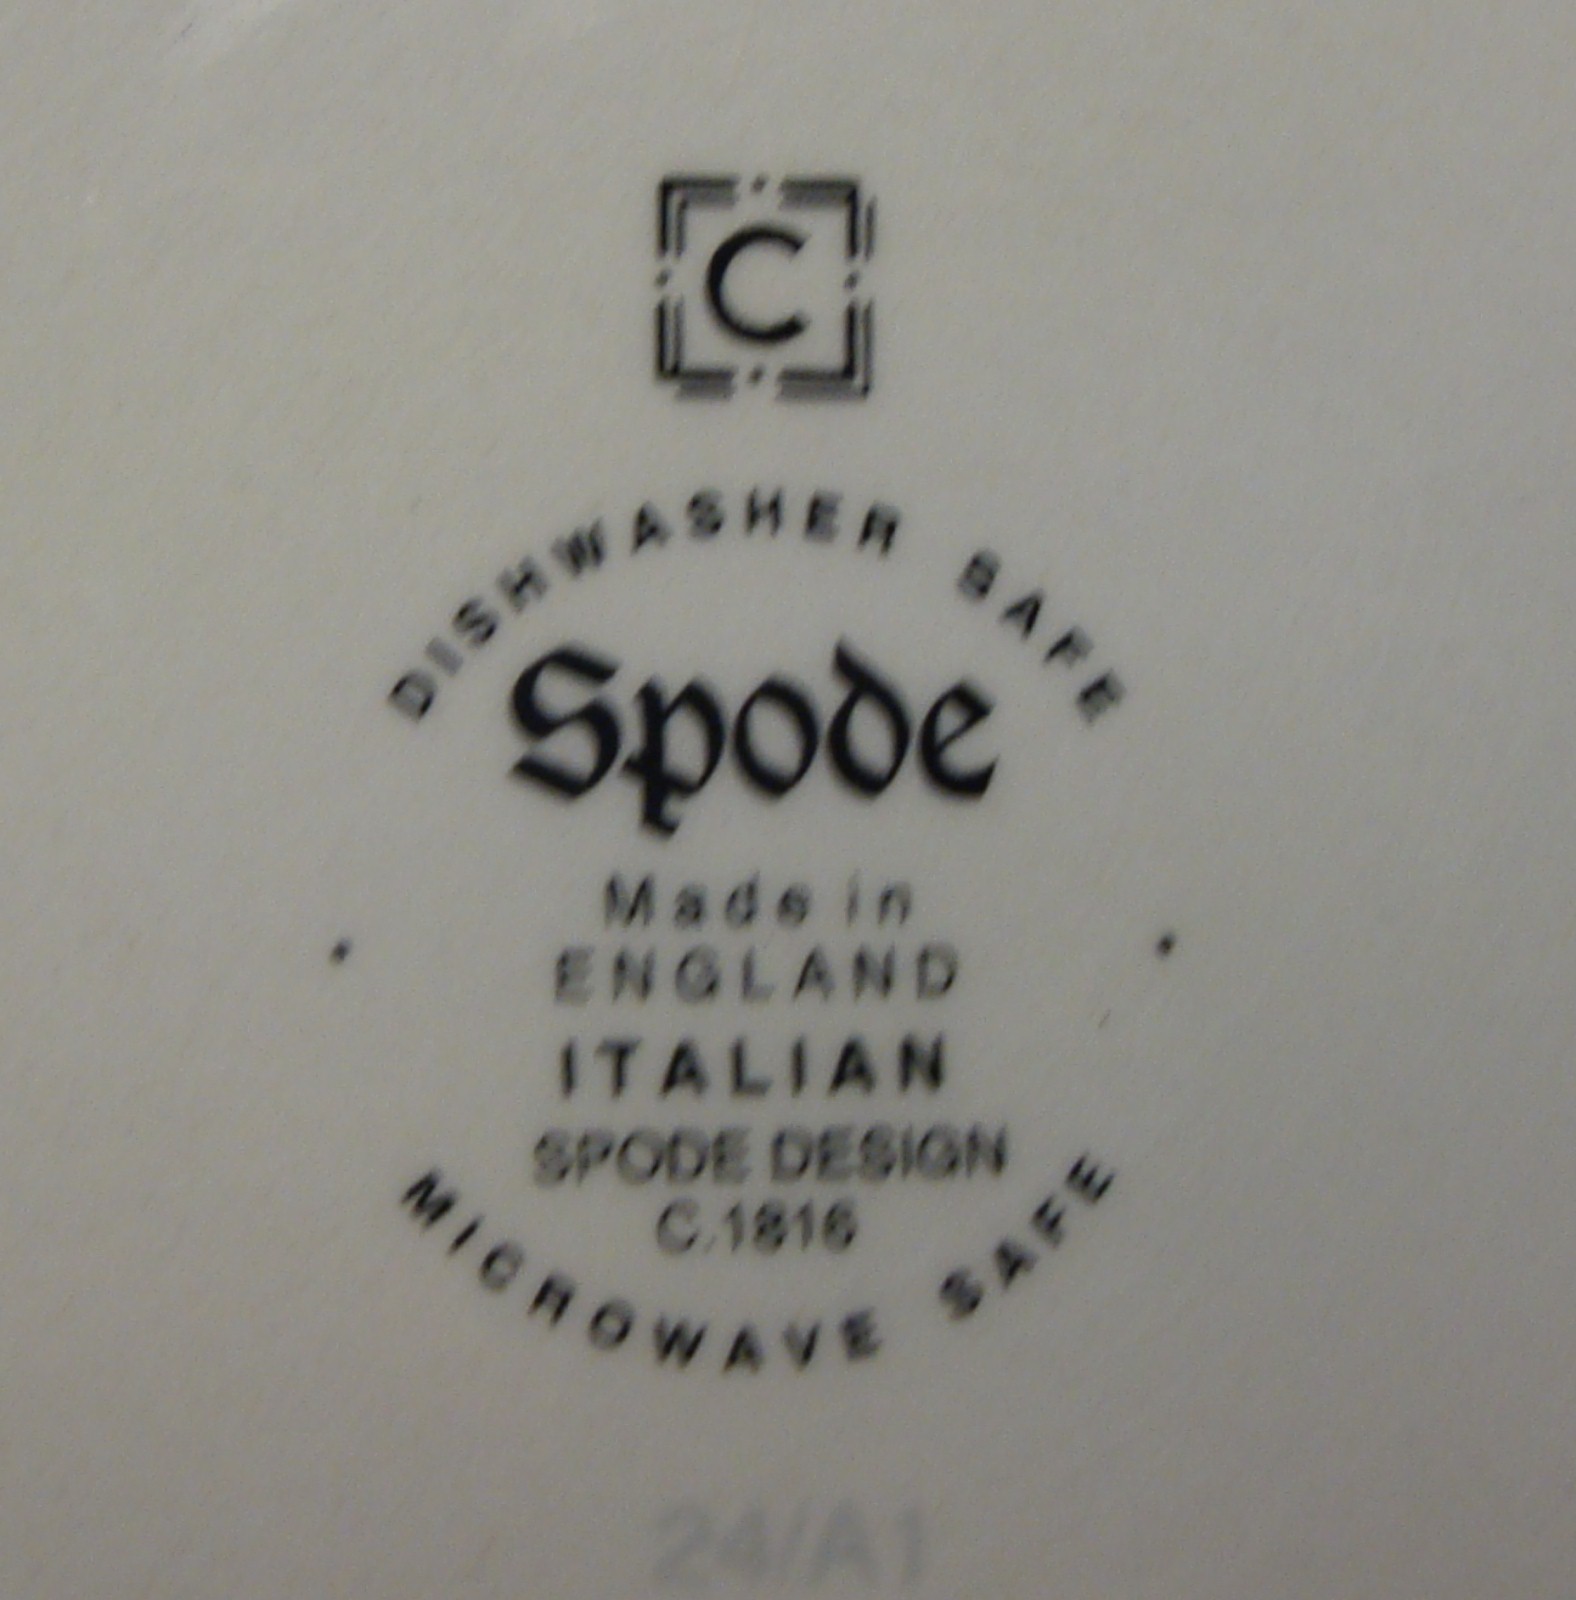 C
DISHWASHER SAFE
Spode
Made in
ENGLAND
ITALIAN
SPODE DESIGN
C.1816
MICROWAVE SAFE
24/A1